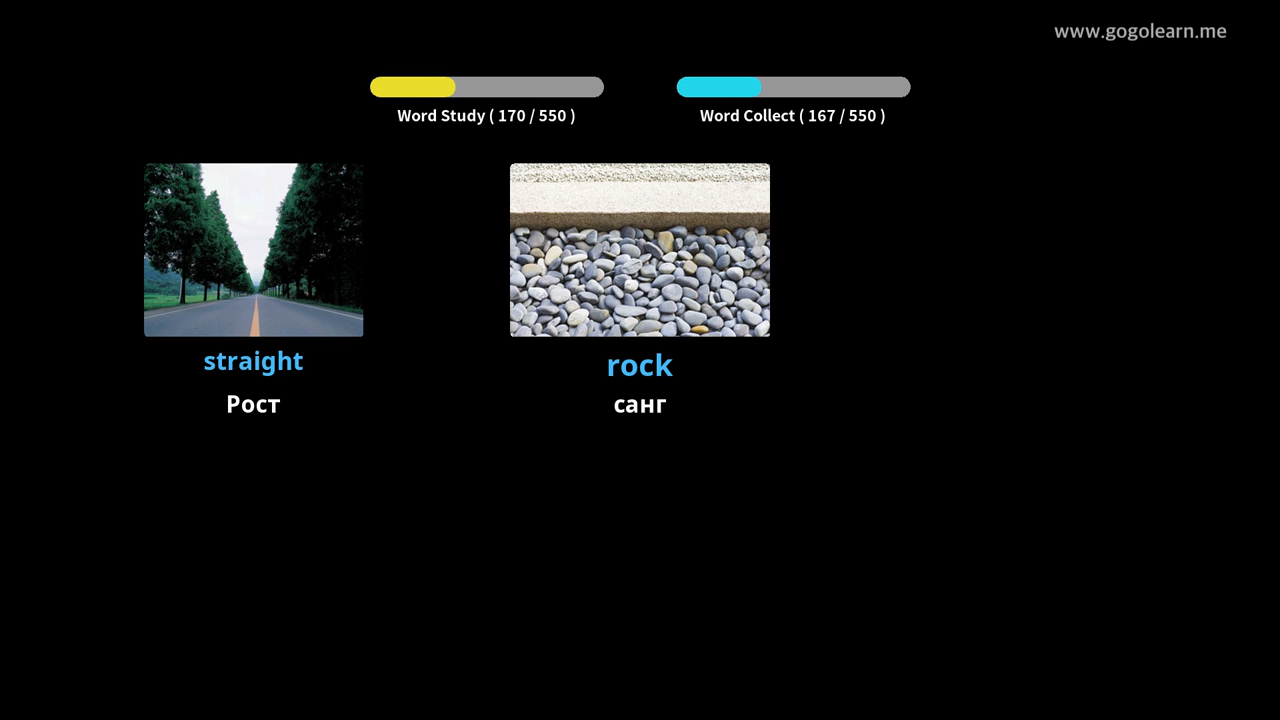 www.gogolearn.me
Word Study ( 170 / 550 )
Word Collect ( 167 / 550 )
straight
Рост
rock
санг